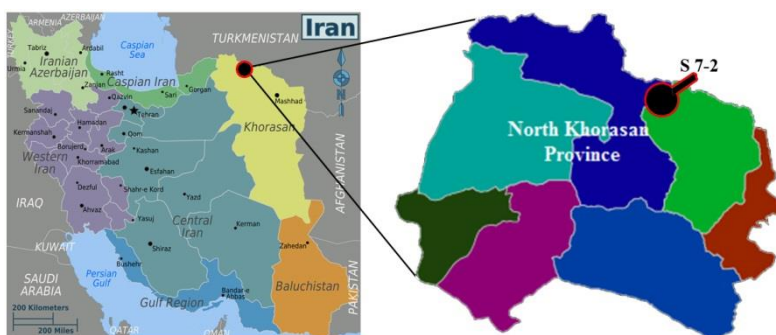 ARMENIA
AZERBAIJAN
Iran
TURKEY
Tabriz
Ardabil
Caspian
Sea
TURKMENISTAN
Iranian
Azerbaijan
Urmia
Rasht
Caspian Iran
Zanjan
Qazvin
Sari
Gorgan
Mashhad
Tehran
Sanandaj
Hamadan
Khorasan
Kermanshah
Qom
Borujerd
Arak
Kashan
Western
Iran
Khorramabad
Dezful
Esfahan
Shahr-e Kord
Yazd
IRAQ
Ahvaz
Central
Iran
Yasuj
Kerman
AFGHANISTAN
Zahedan
KUWAIT
Shiraz
Bushehr
Persian
Gulf
SAUDI
ARABIA
Bandar-e
Abbas
Gulf Region
Baluchistan
PAKISTAN
200 Kilometers
200 Miles
QATAR
OMAN
N
S 7-2
North Khorasan
Province